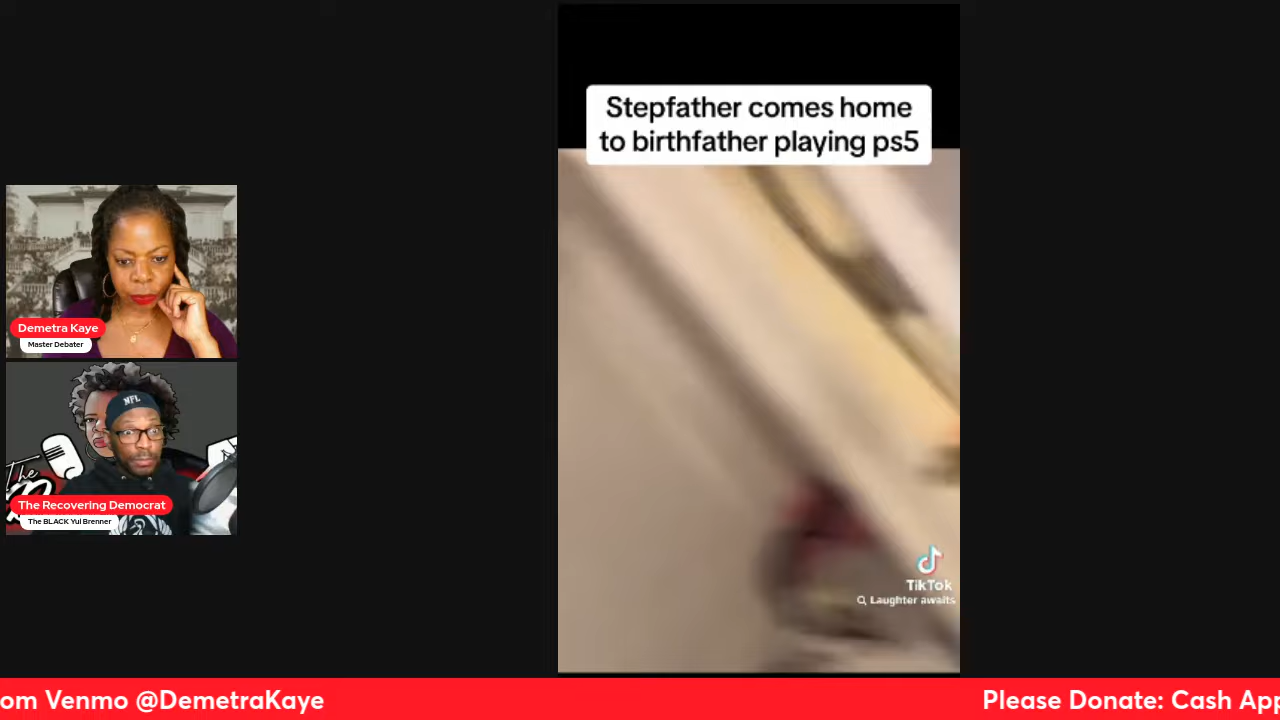 Stepfather comes home
to birthfather playing ps5
Demetra Kaye
Master Debater
NFL
The
The Recovering Democrat
The BLACK Yul Brenner
TikTok
Laughter awaits
om Venmo @DemetraKaye
Please Donate: Cash App